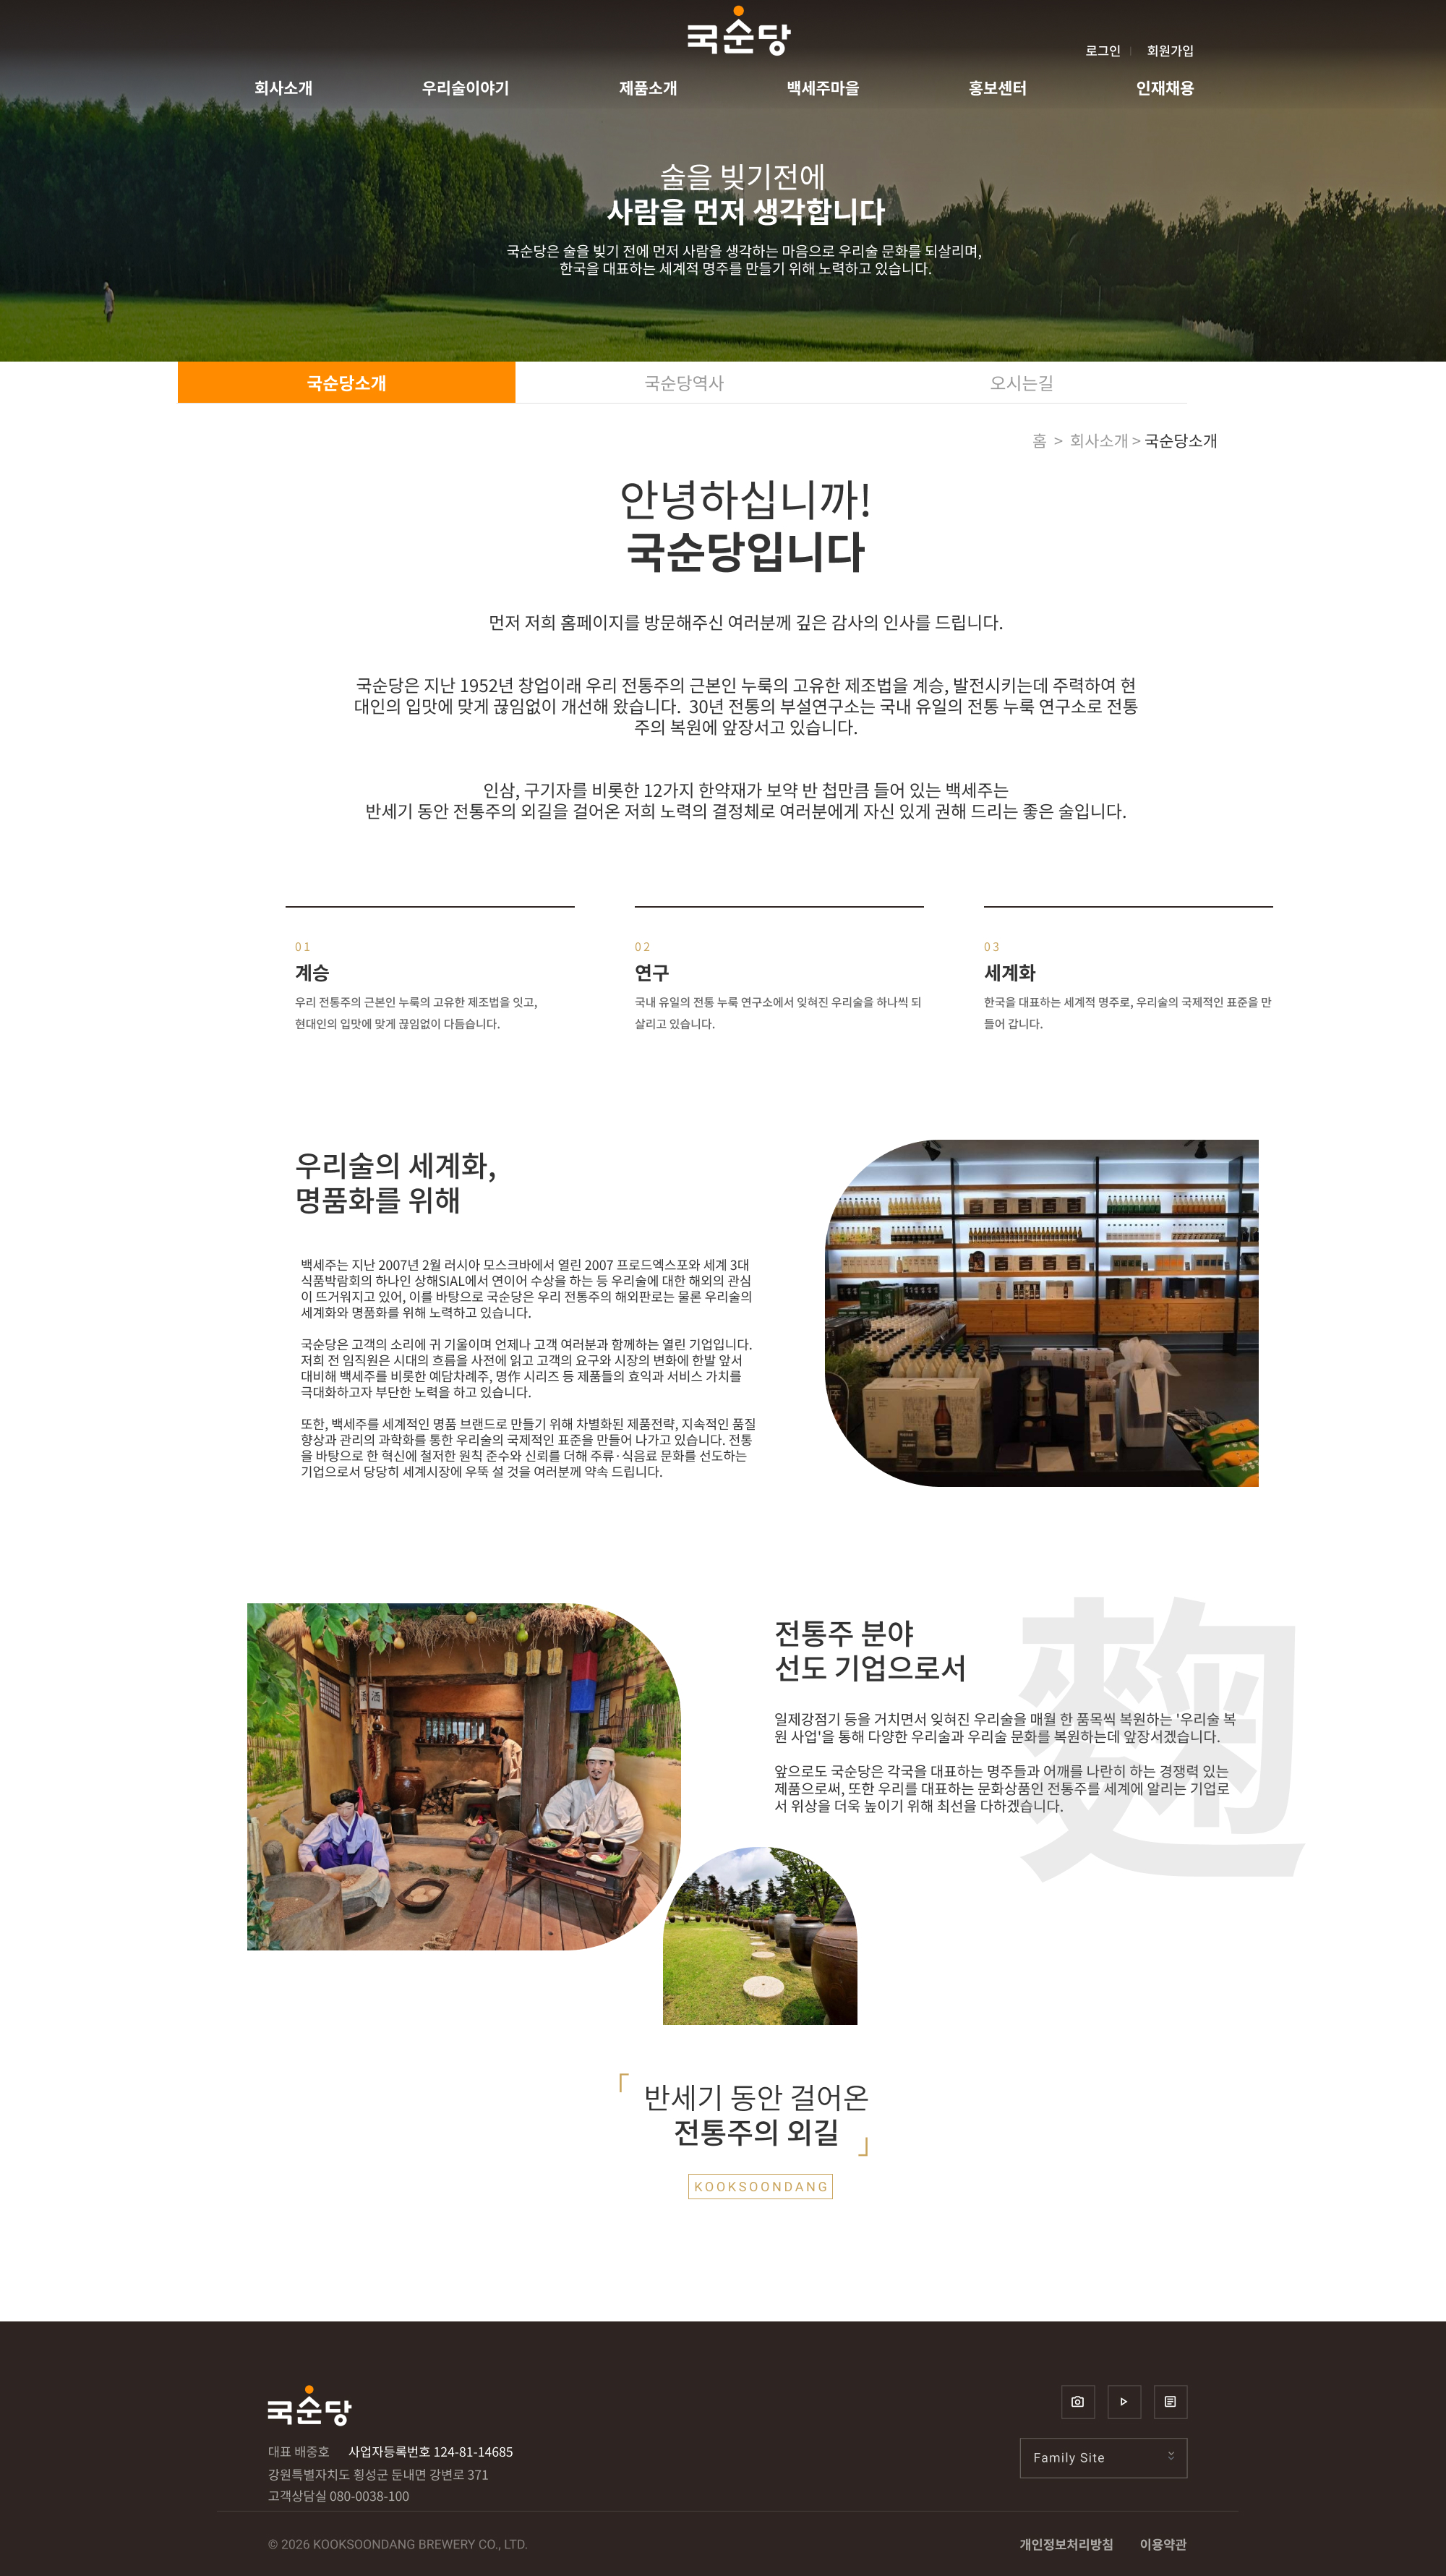 국순당
로그인 | 회원가입
회사소개 우리술이야기 제품소개 백세주마을 홍보센터 인재채용
술을 빚기전에
사람을 먼저 생각합니다
국순당은 술을 빚기 전에 먼저 사람을 생각하는 마음으로 우리술 문화를 되살리며,
한국을 대표하는 세계적 명주를 만들기 위해 노력하고 있습니다.
국순당소개 국순당역사 오시는길
홈 > 회사소개 > 국순당소개
안녕하십니까!
국순당입니다
먼저 저희 홈페이지를 방문해주신 여러분께 깊은 감사의 인사를 드립니다.
국순당은 지난 1952년 창업이래 우리 전통주의 근본인 누룩의 고유한 제조법을 계승, 발전시키는데 주력하여 현
대인의 입맛에 맞게 끊임없이 개선해 왔습니다. 30년 전통의 부설연구소는 국내 유일의 전통 누룩 연구소로 전통
주의 복원에 앞장서고 있습니다.
인삼, 구기자를 비롯한 12가지 한약재가 보약 반 첩만큼 들어 있는 백세주는
반세기 동안 전통주의 외길을 걸어온 저희 노력의 결정체로 여러분에게 자신 있게 권해 드리는 좋은 술입니다.
01
계승
우리 전통주의 근본인 누룩의 고유한 제조법을 잇고,
현대인의 입맛에 맞게 끊임없이 다듬습니다.
02
연구
국내 유일의 전통 누룩 연구소에서 잊혀진 우리술을 하나씩 되
살리고 있습니다.
03
세계화
한국을 대표하는 세계적 명주로, 우리술의 국제적인 표준을 만
들어 갑니다.
우리술의 세계화,
명품화를 위해
백세주는 지난 2007년 2월 러시아 모스크바에서 열린 2007 프로드엑스포와 세계 3대
식품박람회의 하나인 상해SIAL에서 연이어 수상을 하는 등 우리술에 대한 해외의 관심
이 뜨거워지고 있어, 이를 바탕으로 국순당은 우리 전통주의 해외판로는 물론 우리술의
세계화와 명품화를 위해 노력하고 있습니다.
국순당은 고객의 소리에 귀 기울이며 언제나 고객 여러분과 함께하는 열린 기업입니다.
저희 전 임직원은 시대의 흐름을 사전에 읽고 고객의 요구와 시장의 변화에 한발 앞서
대비해 백세주를 비롯한 예담차례주, 명作 시리즈 등 제품들의 효익과 서비스 가치를
극대화하고자 부단한 노력을 하고 있습니다.
또한, 백세주를 세계적인 명품 브랜드로 만들기 위해 차별화된 제품전략, 지속적인 품질
향상과 관리의 과학화를 통한 우리술의 국제적인 표준을 만들어 나가고 있습니다. 전통
을 바탕으로 한 혁신에 철저한 원칙 준수와 신뢰를 더해 주류·식음료 문화를 선도하는
기업으로서 당당히 세계시장에 우뚝 설 것을 여러분께 약속 드립니다.
전통주 분야
선도 기업으로서
麴
일제강점기 등을 거치면서 잊혀진 우리술을 매월 한 품목씩 복원하는 '우리술 복
원 사업'을 통해 다양한 우리술과 우리술 문화를 복원하는데 앞장서겠습니다.
앞으로도 국순당은 각국을 대표하는 명주들과 어깨를 나란히 하는 경쟁력 있는
제품으로써, 또한 우리를 대표하는 문화상품인 전통주를 세계에 알리는 기업로
서 위상을 더욱 높이기 위해 최선을 다하겠습니다.
「 반세기 동안 걸어온
전통주의 외길 」
KOOKSOONDANG
국순당
대표 배중호 사업자등록번호 124-81-14685
강원특별자치도 횡성군 둔내면 강변로 371
고객상담실 080-0038-100
Family Site
© 2026 KOOKSOONDANG BREWERY CO., LTD.
개인정보처리방침 이용약관